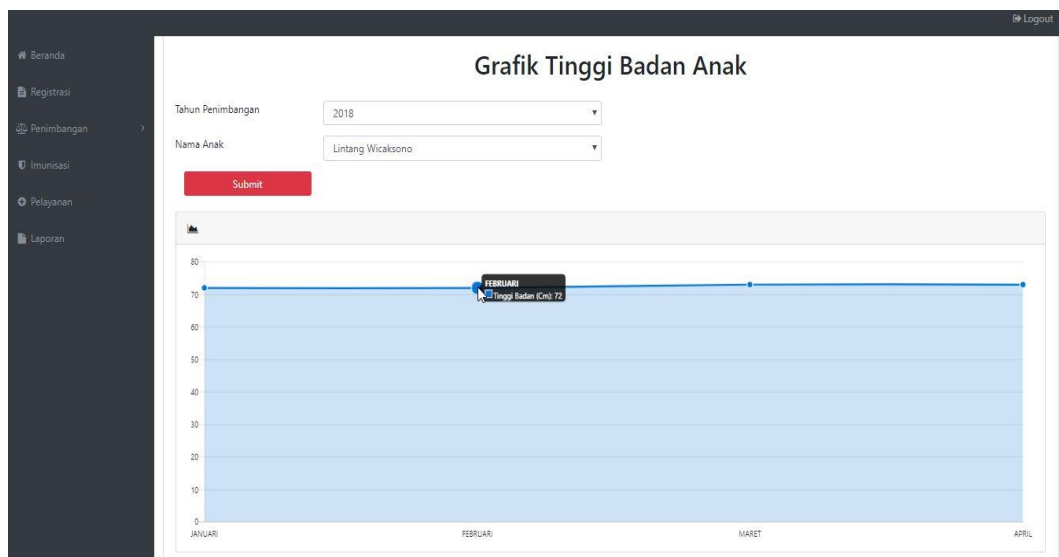 Logout
Beranda
Registrasi
Penimbangan
Imunisasi
Pelayanan
Laporan
Grafik Tinggi Badan Anak
Tahun Penimbangan
2018
Nama Anak
Lintang Wicaksono
Submit
80
70
60
50
40
30
20
10
0
FEBRUARI
Tinggi Badan (Cm): 72
JANUARI FEBRUARI MARET APRIL